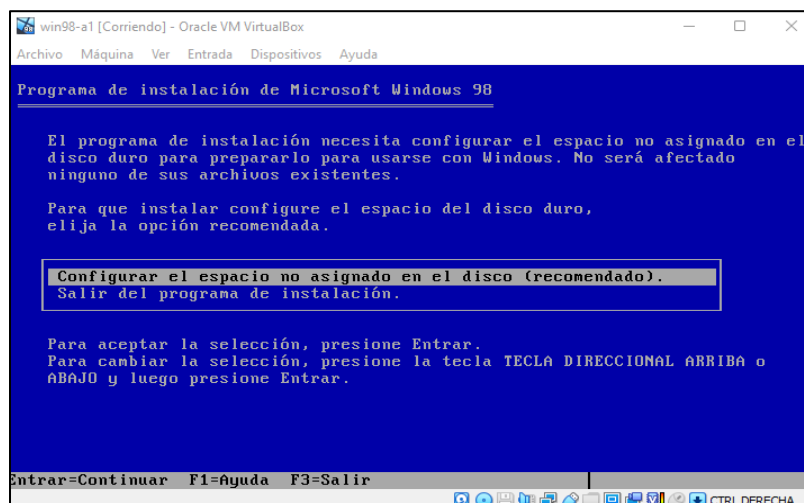 win98-a1 [Corriendo] - Oracle VM VirtualBox
Archivo Máquina Ver Entrada Dispositivos Ayuda
Programa de instalación de Microsoft Windows 98
El programa de instalación necesita configurar el espacio no asignado en el
disco duro para prepararlo para usarse con Windows. No será afectado
ninguno de sus archivos existentes.
Para que instalar configure el espacio del disco duro,
elija la opción recomendada.
Configurar el espacio no asignado en el disco (recomendado).
Salir del programa de instalación.
Para aceptar la selección, presione Entrar.
Para cambiar la selección, presione la tecla TECLA DIRECCIONAL ARRIBA o
ABAJO y luego presione Entrar.
Entrar=Continuar F1=Ayuda F3=Salir
CTRL DERECHA